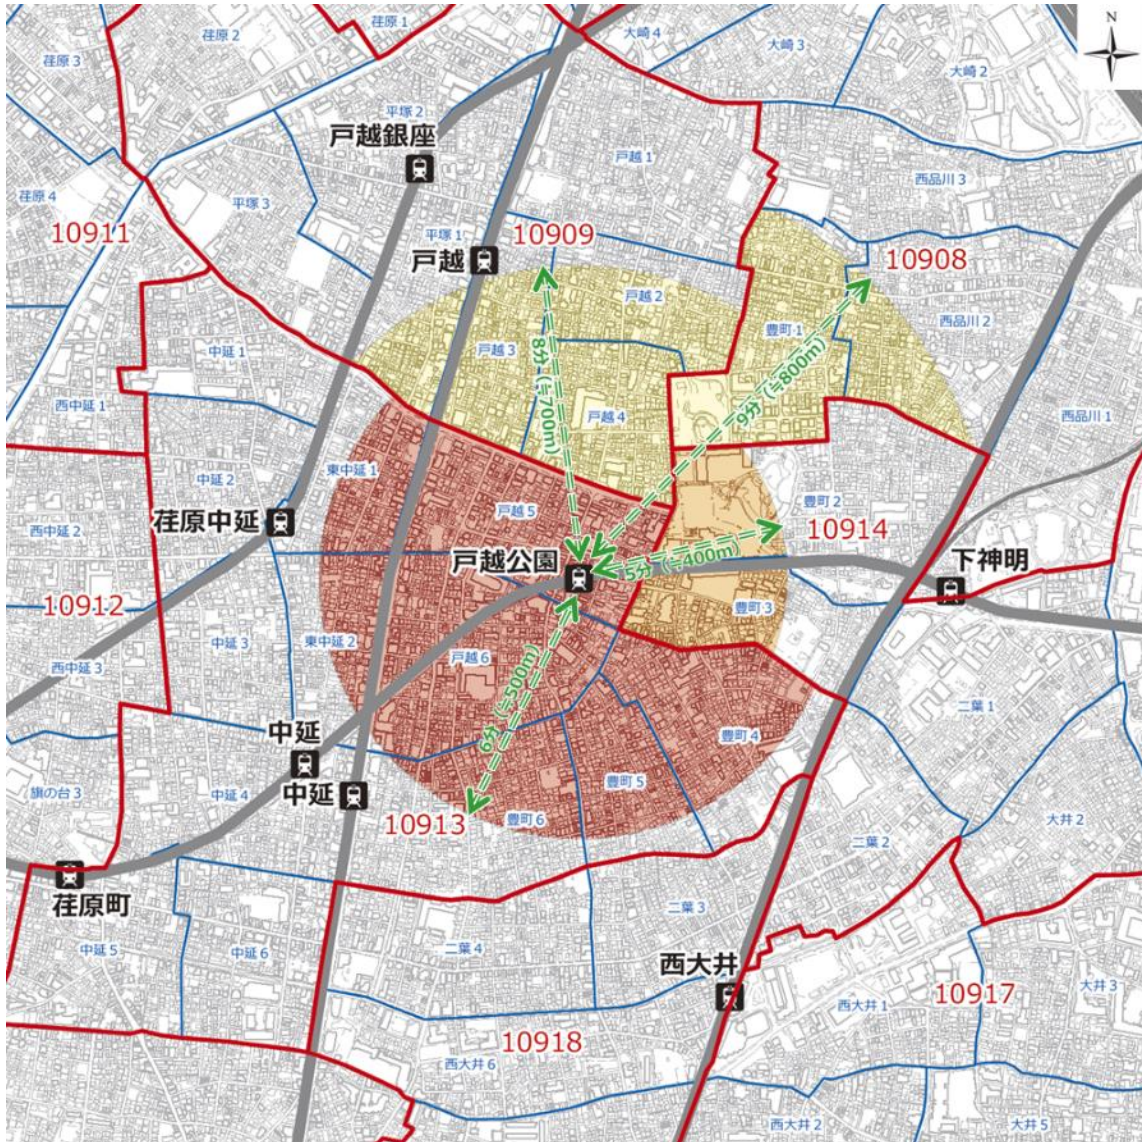 N
荏原 1
荏原 2
大崎 4
大崎 3
荏原 3
大崎 2
平塚 2
戸越銀座
戸越 1
西品川 3
荏原 4
平塚 3
10911
平塚 1
10909
戸越
10908
戸越 2
西品川 2
豊町 1
中延 1
戸越 3
8分 (≒700m)
9分 (≒800m)
西中延 1
戸越 4
西品川 1
東中延 1
中延 2
豊町 2
戸越 5
荏原中延
西中延 2
10914
戸越公園
5分 (≒400m)
下神明
10912
豊町 3
中延 3
東中延 2
戸越 6
西中延 3
6分 (≒500m)
二葉 1
中延
豊町 4
豊町 5
旗の台 3
中延 4
中延
10913
豊町 6
大井 2
二葉 2
荏原町
二葉 3
中延 5
中延 6
二葉 4
西大井
10917
大井 3
西大井 1
10918
西大井 6
西大井 2
大井 5